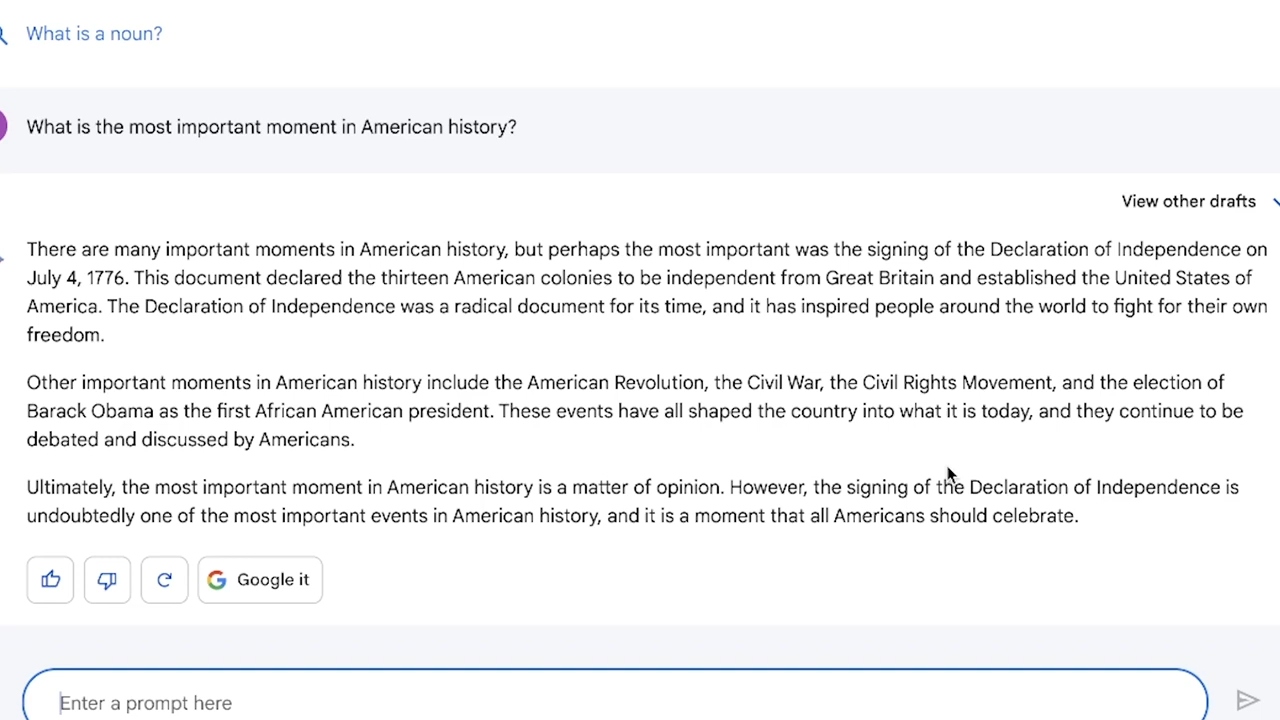 What is a noun?
What is the most important moment in American history?
View other drafts
There are many important moments in American history, but perhaps the most important was the signing of the Declaration of Independence on
July 4, 1776. This document declared the thirteen American colonies to be independent from Great Britain and established the United States of
America. The Declaration of Independence was a radical document for its time, and it has inspired people around the world to fight for their own
freedom.
Other important moments in American history include the American Revolution, the Civil War, the Civil Rights Movement, and the election of
Barack Obama as the first African American president. These events have all shaped the country into what it is today, and they continue to be
debated and discussed by Americans.
Ultimately, the most important moment in American history is a matter of opinion. However, the signing of the Declaration of Independence is
undoubtedly one of the most important events in American history, and it is a moment that all Americans should celebrate.
Google it
Enter a prompt here